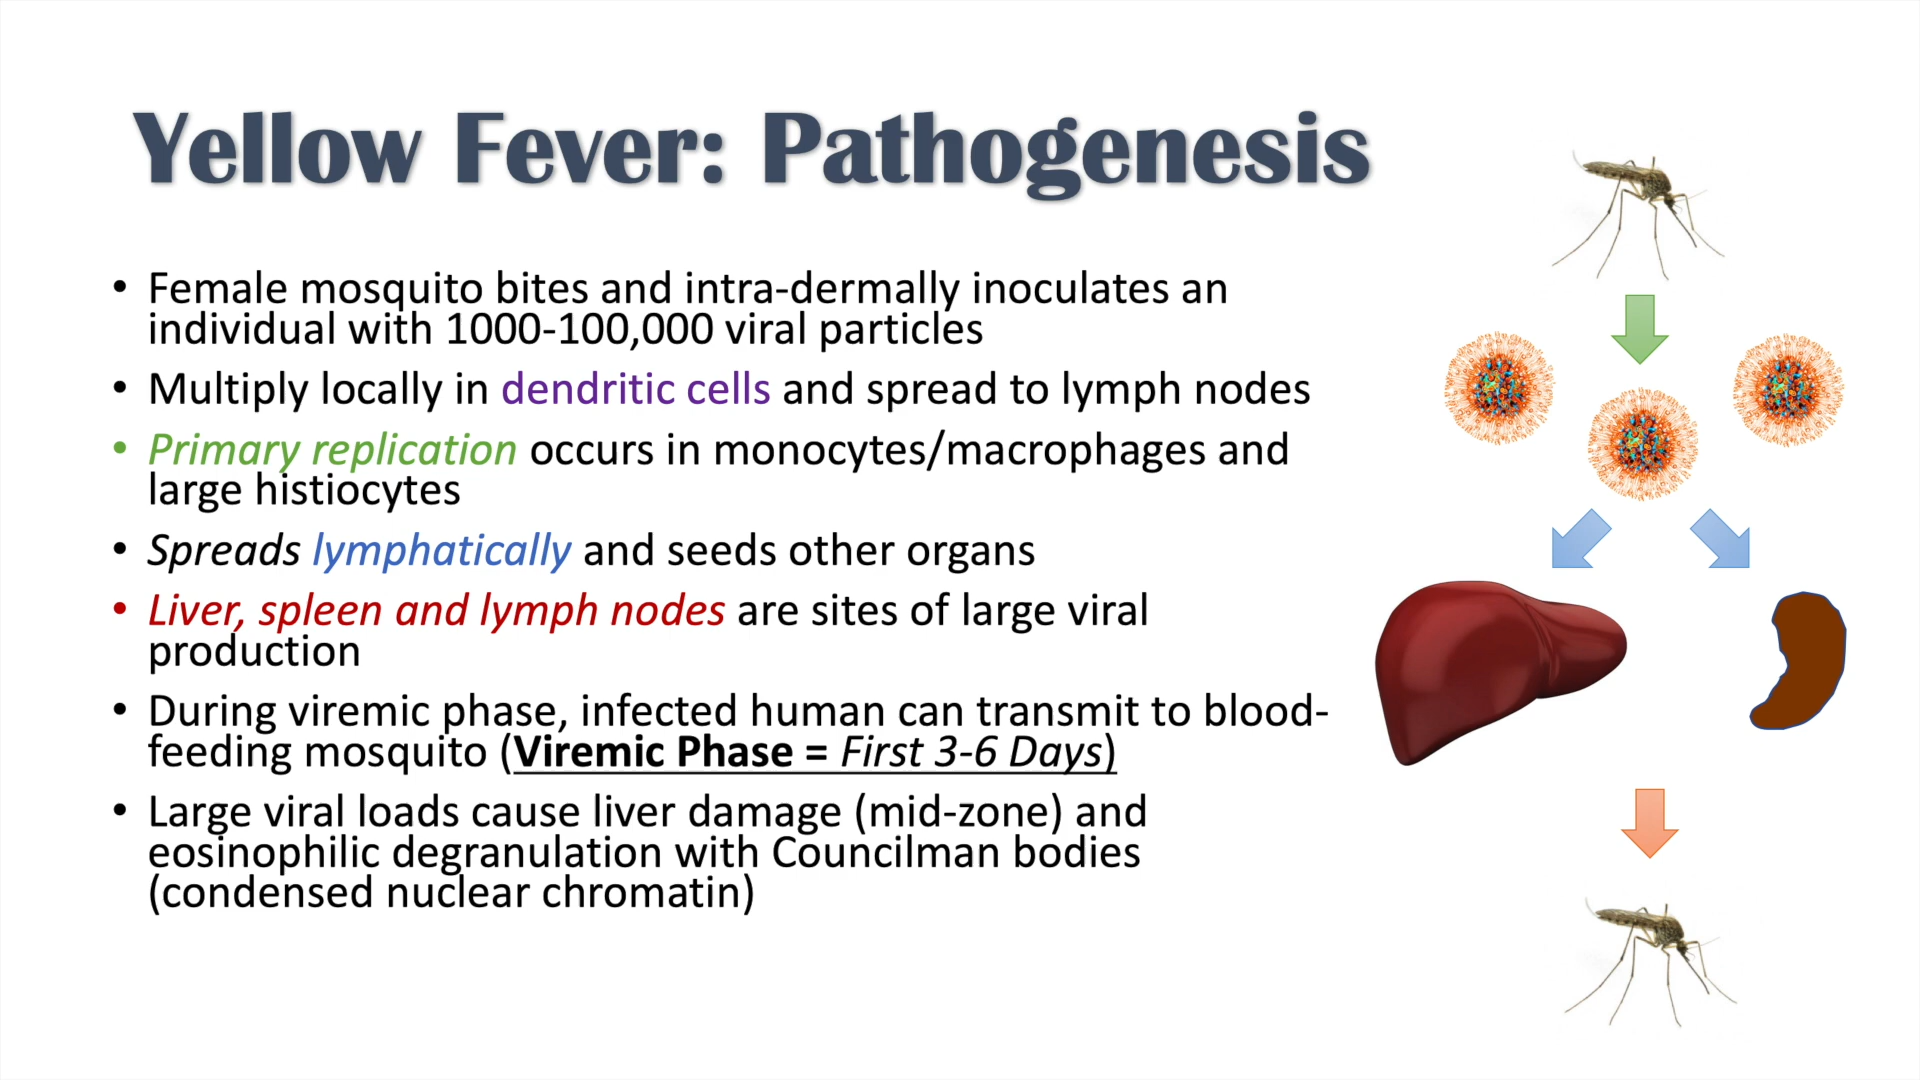 Yellow Fever: Pathogenesis
• Female mosquito bites and intra-dermally inoculates an
individual with 1000-100,000 viral particles
• Multiply locally in dendritic cells and spread to lymph nodes
• Primary replication occurs in monocytes/macrophages and
large histiocytes
• Spreads lymphatically and seeds other organs
• Liver, spleen and lymph nodes are sites of large viral
production
• During viremic phase, infected human can transmit to blood-
feeding mosquito (Viremic Phase = First 3-6 Days)
• Large viral loads cause liver damage (mid-zone) and
eosinophilic degranulation with Councilman bodies
(condensed nuclear chromatin)